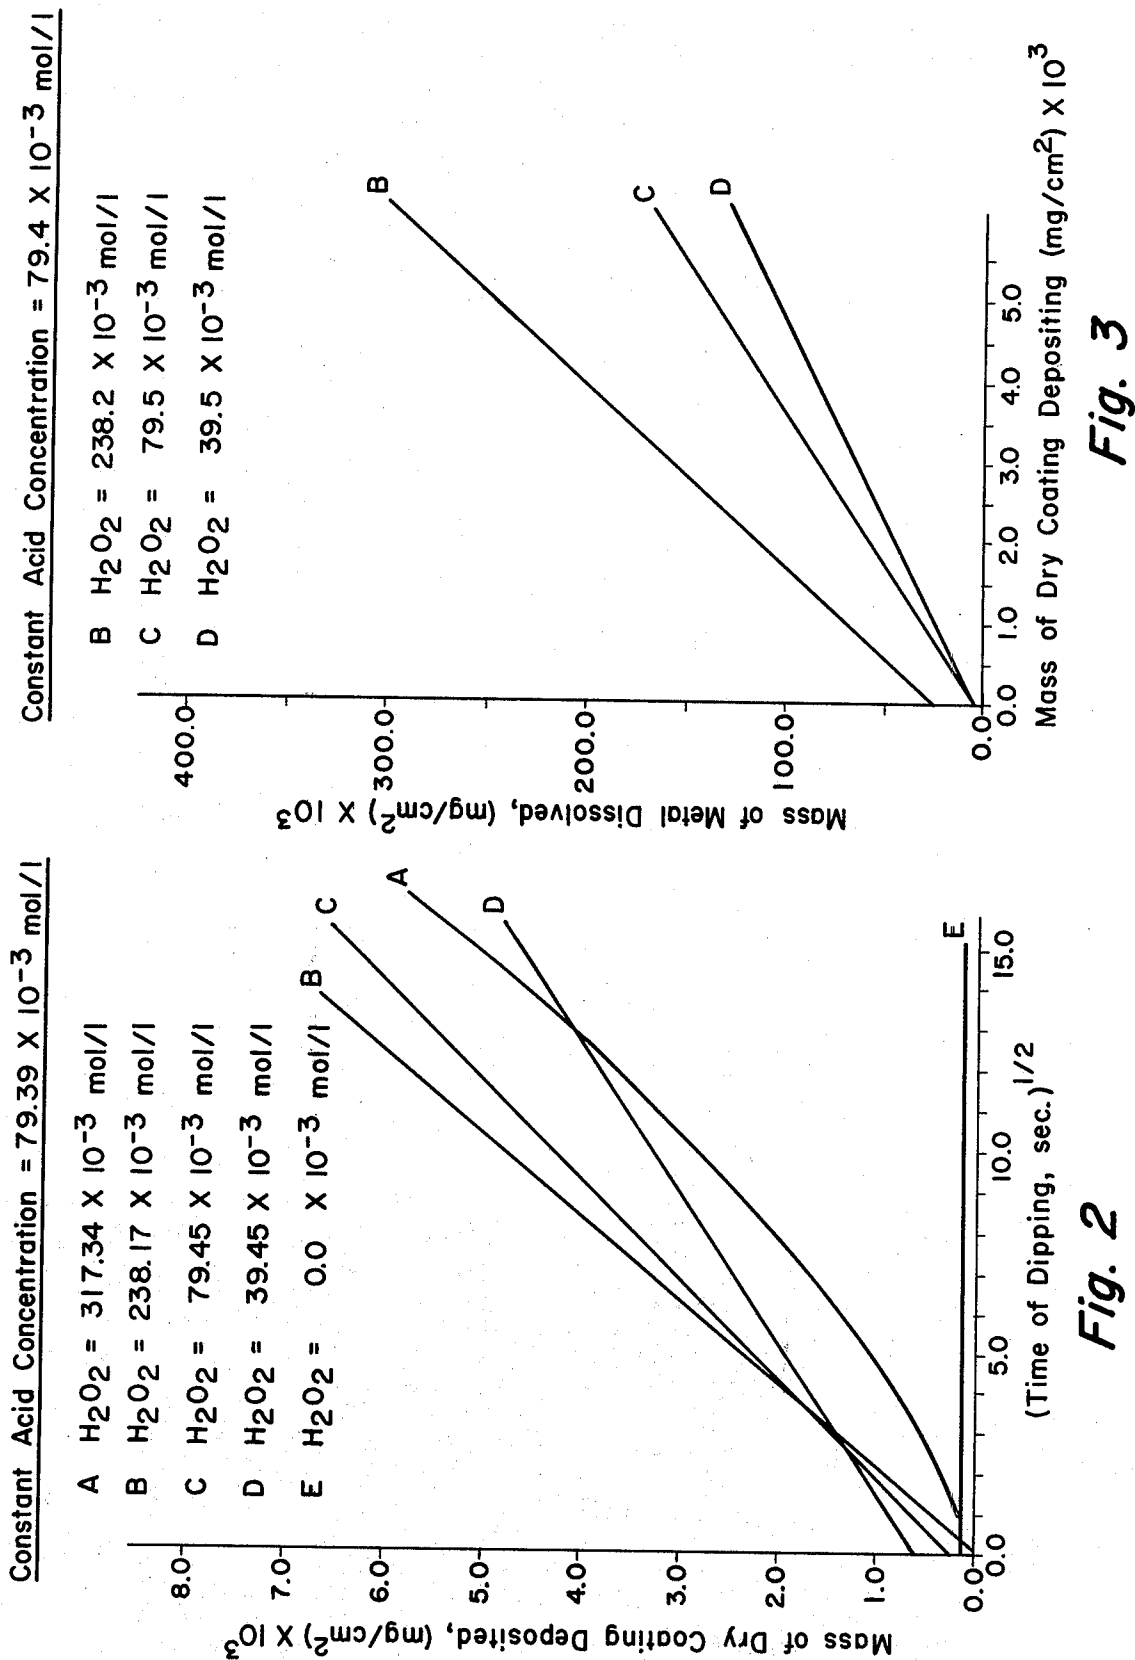 Constant Acid Concentration = 79.39 X 10-3 mol/l
A H2O2 = 317.34 X 10-3 mol/l
B H2O2 = 238.17 X 10-3 mol/l
C H2O2 = 79.45 X 10-3 mol/l
D H2O2 = 39.45 X 10-3 mol/l
E H2O2 = 0.0 X 10-3 mol/l
Mass of Dry Coating Deposited, (mg/cm2) X 103
8.0
7.0
6.0
5.0
4.0
3.0
2.0
1.0
0.0
B
C
D
A
E
0.0 5.0 10.0 15.0
(Time of Dipping, sec.)1/2
Fig. 2
Constant Acid Concentration = 79.4 X 10-3 mol/l
B H2O2 = 238.2 X 10-3 mol/l
C H2O2 = 79.5 X 10-3 mol/l
D H2O2 = 39.5 X 10-3 mol/l
Mass of Metal Dissolved, (mg/cm2) X 103
400.0
300.0
200.0
100.0
0.0
B
C
D
0.0 1.0 2.0 3.0 4.0 5.0
Mass of Dry Coating Depositing (mg/cm2) X 103
Fig. 3